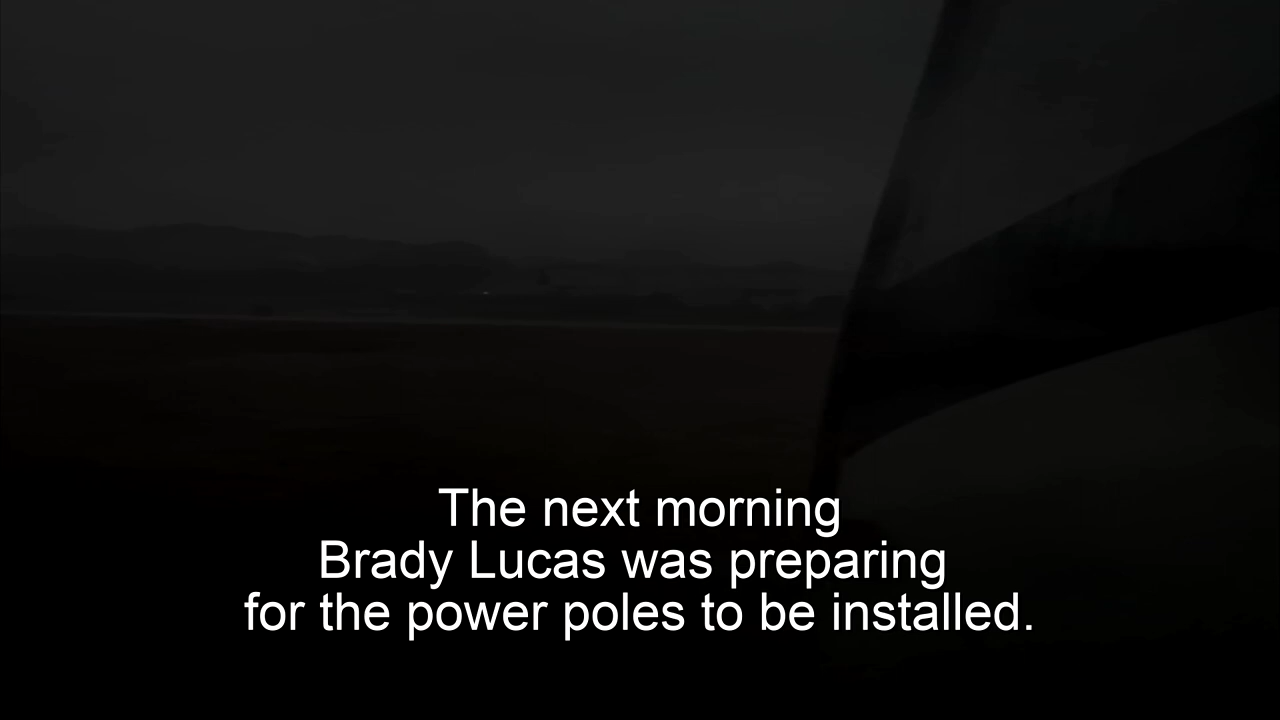 The next morning
Brady Lucas was preparing
for the power poles to be installed.